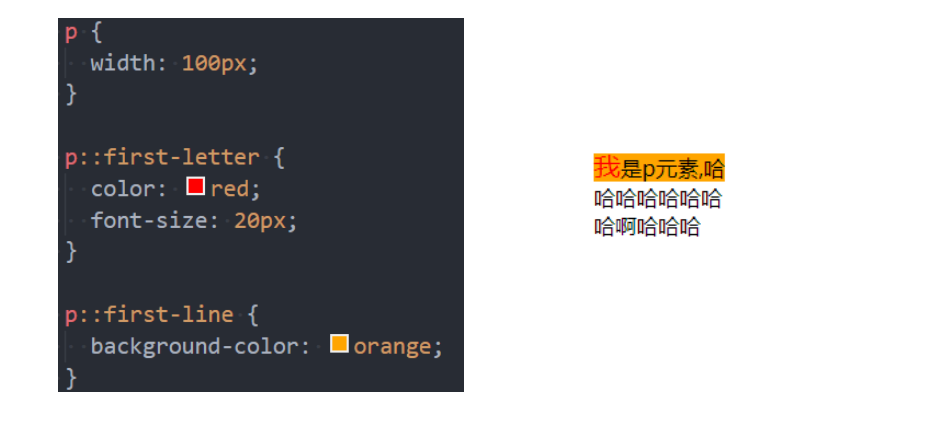 p {
  width: 100px;
}

p::first-letter {
  color: red;
  font-size: 20px;
}

p::first-line {
  background-color: orange;
}
我是p元素,哈
哈哈哈哈哈哈
哈啊哈哈哈